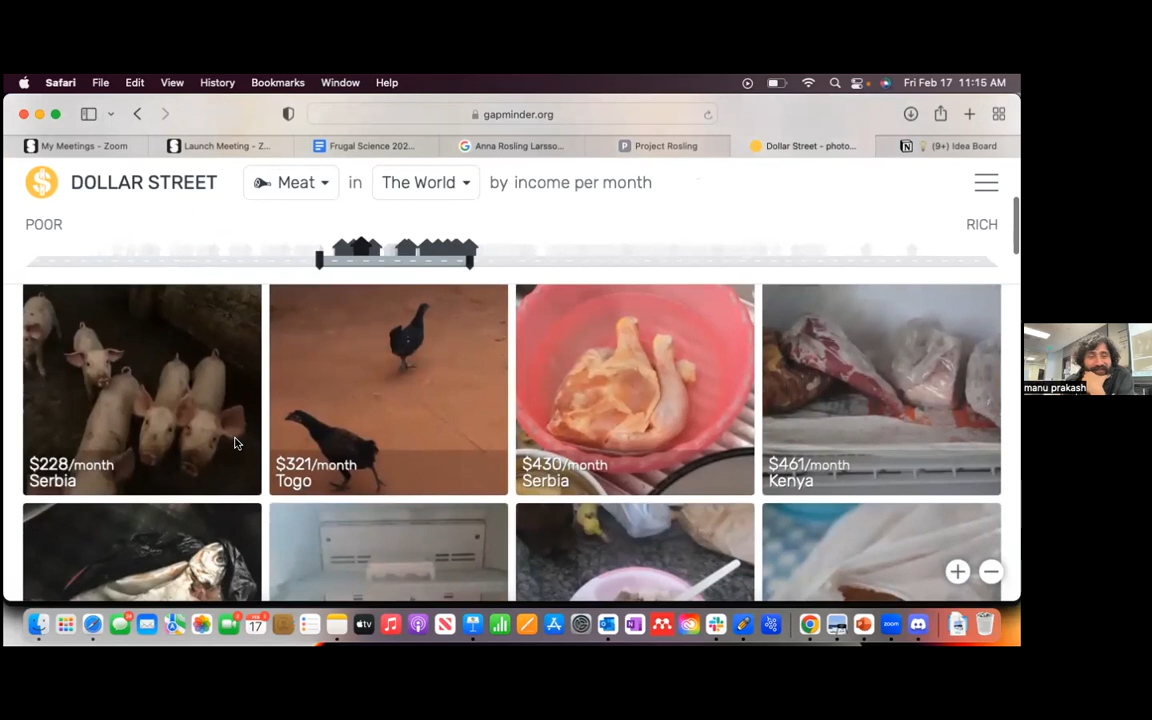 Safari File Edit View History Bookmarks Window Help Fri Feb 17 11:15 AM
gapminder.org
My Meetings - Zoom Launch Meeting - Z... Frugal Science 202... Anna Rosling Larsso... Project Rosling Dollar Street - photo... (9+) Idea Board
DOLLAR STREET Meat in The World by income per month
POOR RICH
$228/month
Serbia
$321/month
Togo
$430/month
Serbia
$461/month
Kenya
manu prakash
17
tv
zoom